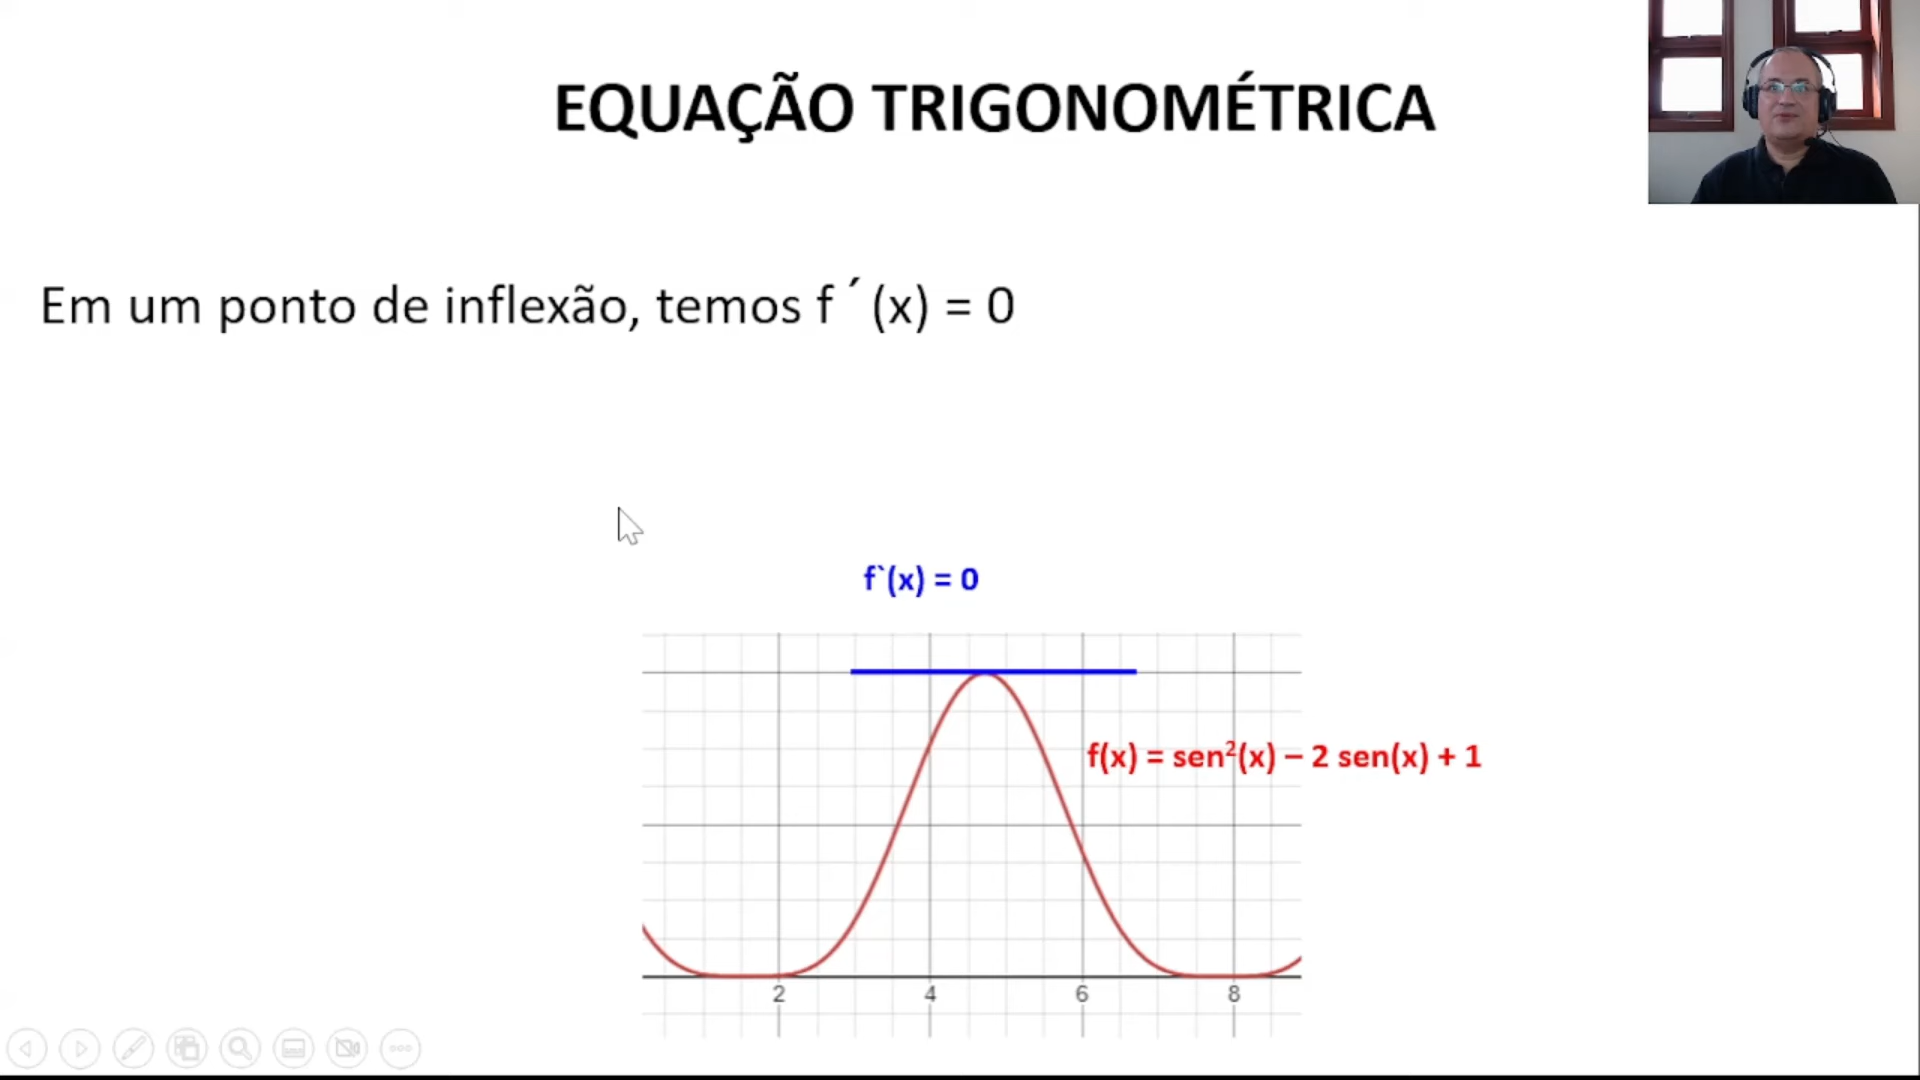 EQUAÇÃO TRIGONOMÉTRICA
Em um ponto de inflexão, temos f ´(x) = 0
f`(x) = 0
f(x) = sen²(x) – 2 sen(x) + 1
2 4 6 8